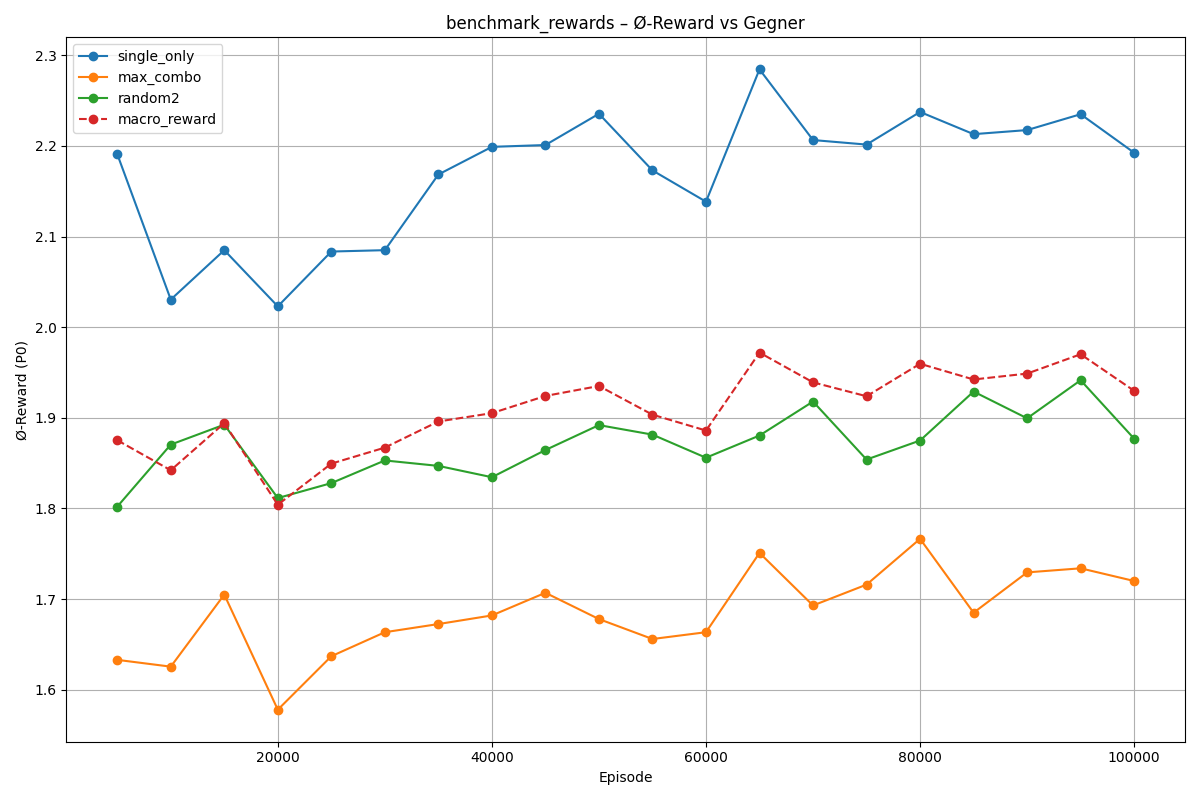 benchmark_rewards – Ø-Reward vs Gegner
single_only
max_combo
random2
macro_reward
Ø-Reward (P0)
2.3
2.2
2.1
2.0
1.9
1.8
1.7
1.6
20000
40000
60000
80000
100000
Episode